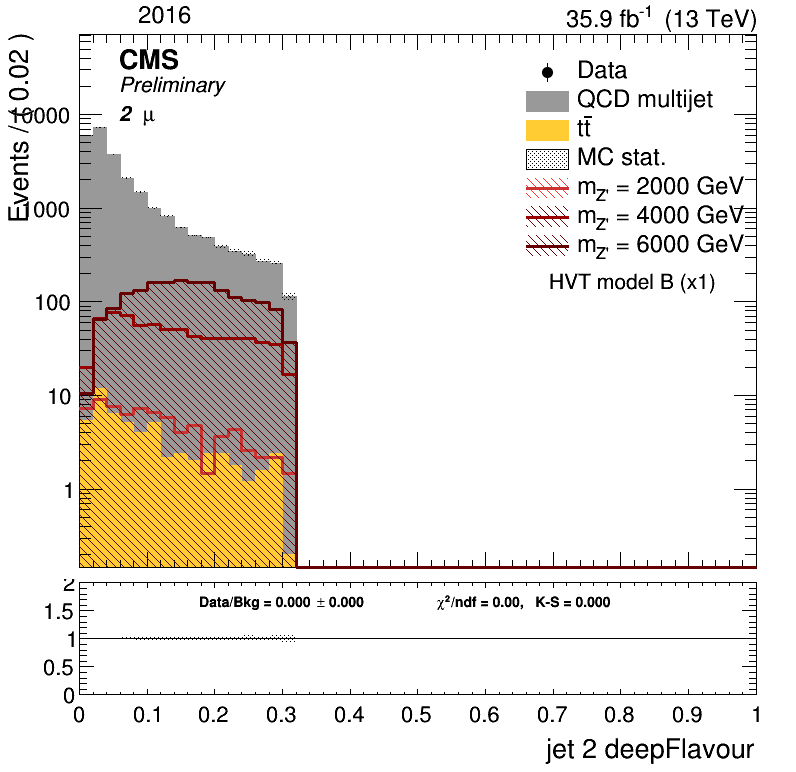 2016
35.9 fb⁻¹ (13 TeV)
CMS
Preliminary
2 μ
Data
QCD multijet
tt̄
MC stat.
m_Z' = 2000 GeV
m_Z' = 4000 GeV
m_Z' = 6000 GeV
HVT model B (x1)
Events / ( 0.02 )
10000
1000
100
10
1
Data/Bkg = 0.000 ± 0.000
χ²/ndf = 0.00, K-S = 0.000
2
1.5
1
0.5
0
0 0.1 0.2 0.3 0.4 0.5 0.6 0.7 0.8 0.9 1
jet 2 deepFlavour